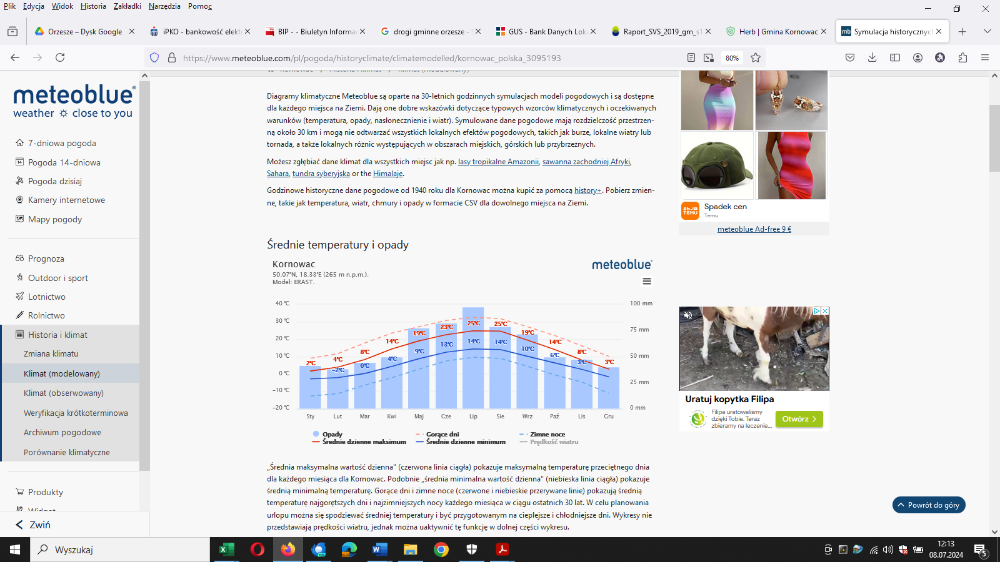 Plik Edycja Widok Historia Zakładki Narzędzia Pomoc
Orzesze – Dysk Google
iPKO - bankowość elekt
BIP - - Biuletyn Informac
drogi gminne orzesze -
GUS - Bank Danych Loka
Raport_SVS_2019_gm_s
Herb | Gmina Kornowac
Symulacja historycznych
https://www.meteoblue.com/pl/pogoda/historyclimate/climatemodelled/kornowac_polska_3095193
80%
meteoblue
weather close to you
7-dniowa pogoda
Pogoda 14-dniowa
Pogoda dzisiaj
Kamery internetowe
Mapy pogody
Prognoza
Outdoor i sport
Lotnictwo
Rolnictwo
Historia i klimat
Zmiana klimatu
Klimat (modelowany)
Klimat (obserwowany)
Weryfikacja krótkoterminowa
Archiwum pogodowe
Porównanie klimatyczne
Produkty
Widget
Zwiń
Kornowac Historia i klimat Klimat (modelowany)
Diagramy klimatyczne Meteoblue są oparte na 30-letnich godzinnych symulacjach modeli pogodowych i są dostępne
dla każdego miejsca na Ziemi. Dają one dobre wskazówki dotyczące typowych wzorców klimatycznych i oczekiwanych
warunków (temperatura, opady, nasłonecznienie i wiatr). Symulowane dane pogodowe mają rozdzielczość przestrzen-
ną około 30 km i mogą nie odtwarzać wszystkich lokalnych efektów pogodowych, takich jak burze, lokalne wiatry lub
tornada, a także lokalnych różnic występujących w obszarach miejskich, górskich lub przybrzeżnych.
Możesz zgłębiać dane klimat dla wszystkich miejsc jak np. lasy tropikalne Amazonii, sawanna zachodniej Afryki,
Sahara, tundra syberyjska or the Himalaje.
Godzinowe historyczne dane pogodowe od 1940 roku dla Kornowac można kupić za pomocą history+. Pobierz zmien-
ne, takie jak temperatura, wiatr, chmury i opady w formacie CSV dla dowolnego miejsca na Ziemi.
Średnie temperatury i opady
Kornowac
50.07°N, 18.33°E (265 m n.p.m.).
Model: ERA5T.
meteoblue
40 °C
30 °C
20 °C
10 °C
0 °C
−10 °C
−20 °C
100 mm
75 mm
50 mm
25 mm
0 mm
2°C 4°C 8°C 14°C 19°C 23°C 25°C 25°C 19°C 14°C 8°C 3°C
−2°C 0°C 4°C 9°C 13°C 14°C 14°C 10°C 6°C 3°C
Sty Lut Mar Kwi Maj Cze Lip Sie Wrz Paź Lis Gru
Opady Gorące dni Zimne noce
Średnie dzienne maksimum Średnie dzienne minimum Prędkość wiatru
„Średnia maksymalna wartość dzienna" (czerwona linia ciągła) pokazuje maksymalną temperaturę przeciętnego dnia
dla każdego miesiąca dla Kornowac. Podobnie „średnia minimalna wartość dzienna" (niebieska linia ciągła) pokazuje
średnią minimalną temperaturę. Gorące dni i zimne noce (czerwone i niebieskie przerywane linie) pokazują średnią
temperaturę najgorętszych dni i najzimniejszych nocy każdego miesiąca w ciągu ostatnich 30 lat. W celu planowania
urlopu można się spodziewać średniej temperatury i być przygotowanym na cieplejsze i chłodniejsze dni. Wykresy nie
przedstawiają prędkości wiatru, jednak można uaktywnić tę funkcję w dolnej części wykresu.
TEMU
Spadek cen
Temu
meteoblue Ad-free 9 €
Uratuj kopytka Filipa
Filipa uratowaliśmy
dzięki Tobie. Teraz
zbieramy na leczenie...
Otwórz
Powrót do góry
Wyszukaj
12:13
08.07.2024
5